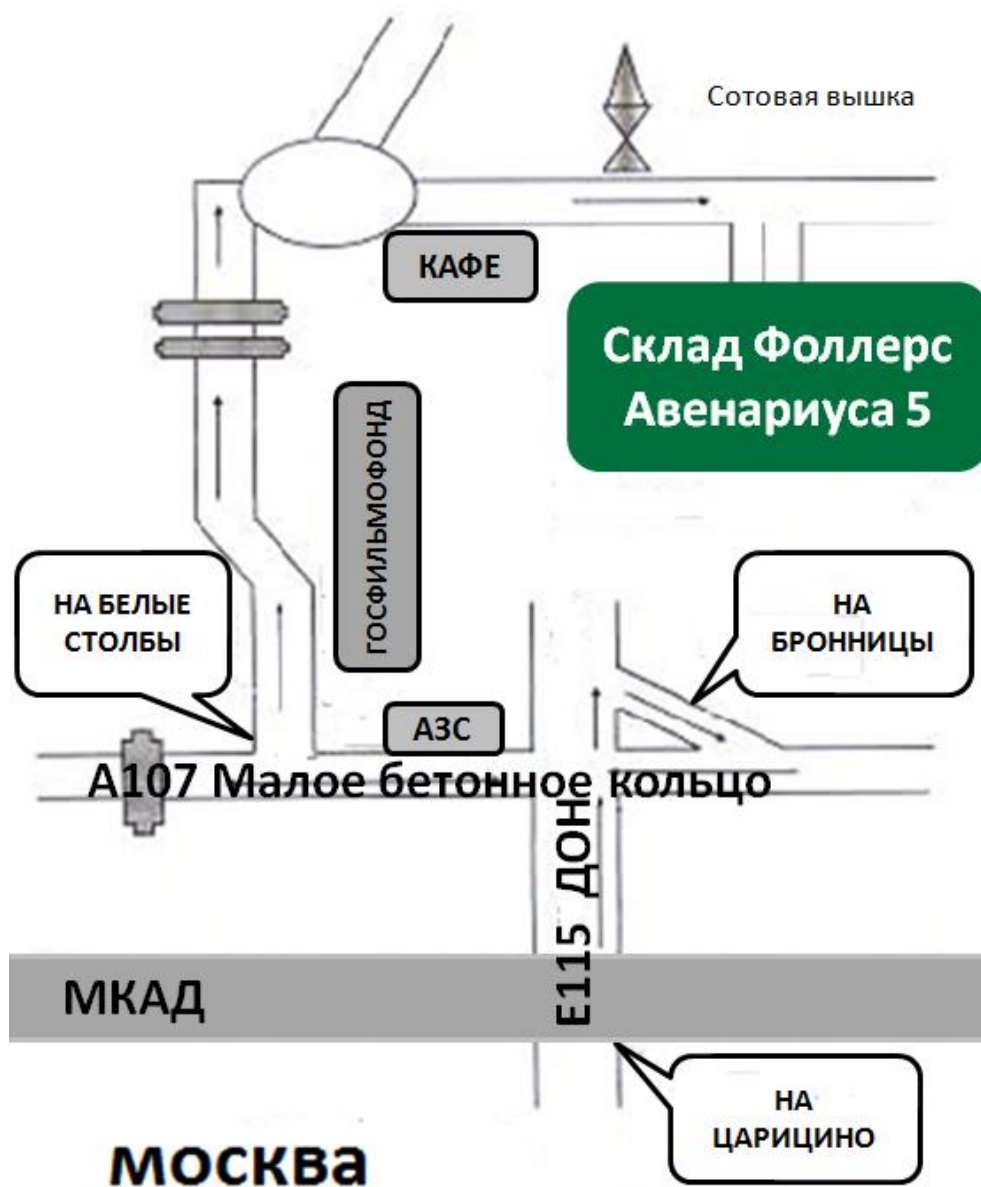 Сотовая вышка
КАФЕ
Склад Фоллерс
Авенариуса 5
ГОСФИЛЬМОФОНД
НА БЕЛЫЕ
СТОЛБЫ
НА
БРОННИЦЫ
АЗС
А107 Малое бетонное кольцо
Е115 ДОН
МКАД
НА
ЦАРИЦИНО
москва